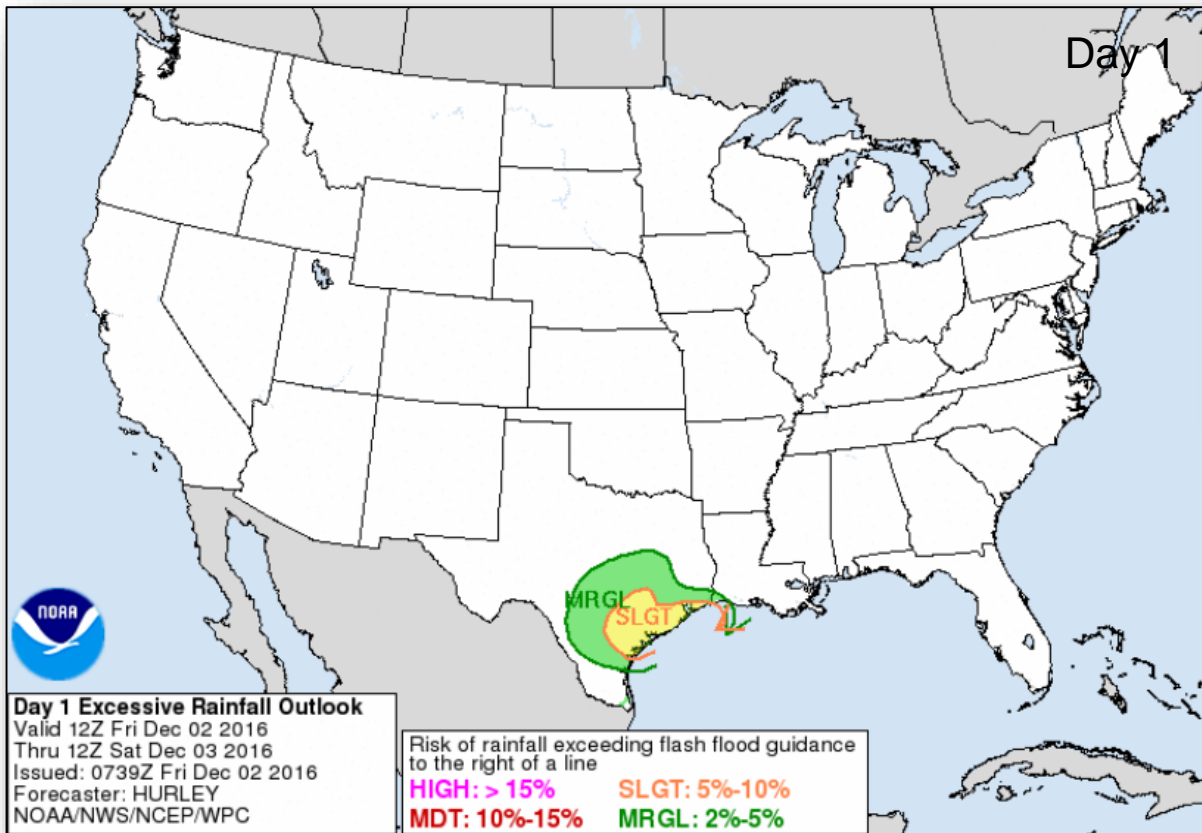 Day 1
MRGL
SLGT
NOAA
Day 1 Excessive Rainfall Outlook
Valid 12Z Fri Dec 02 2016
Thru 12Z Sat Dec 03 2016
Issued: 0739Z Fri Dec 02 2016
Forecaster: HURLEY
NOAA/NWS/NCEP/WPC
Risk of rainfall exceeding flash flood guidance
to the right of a line
HIGH: > 15% SLGT: 5%-10%
MDT: 10%-15% MRGL: 2%-5%